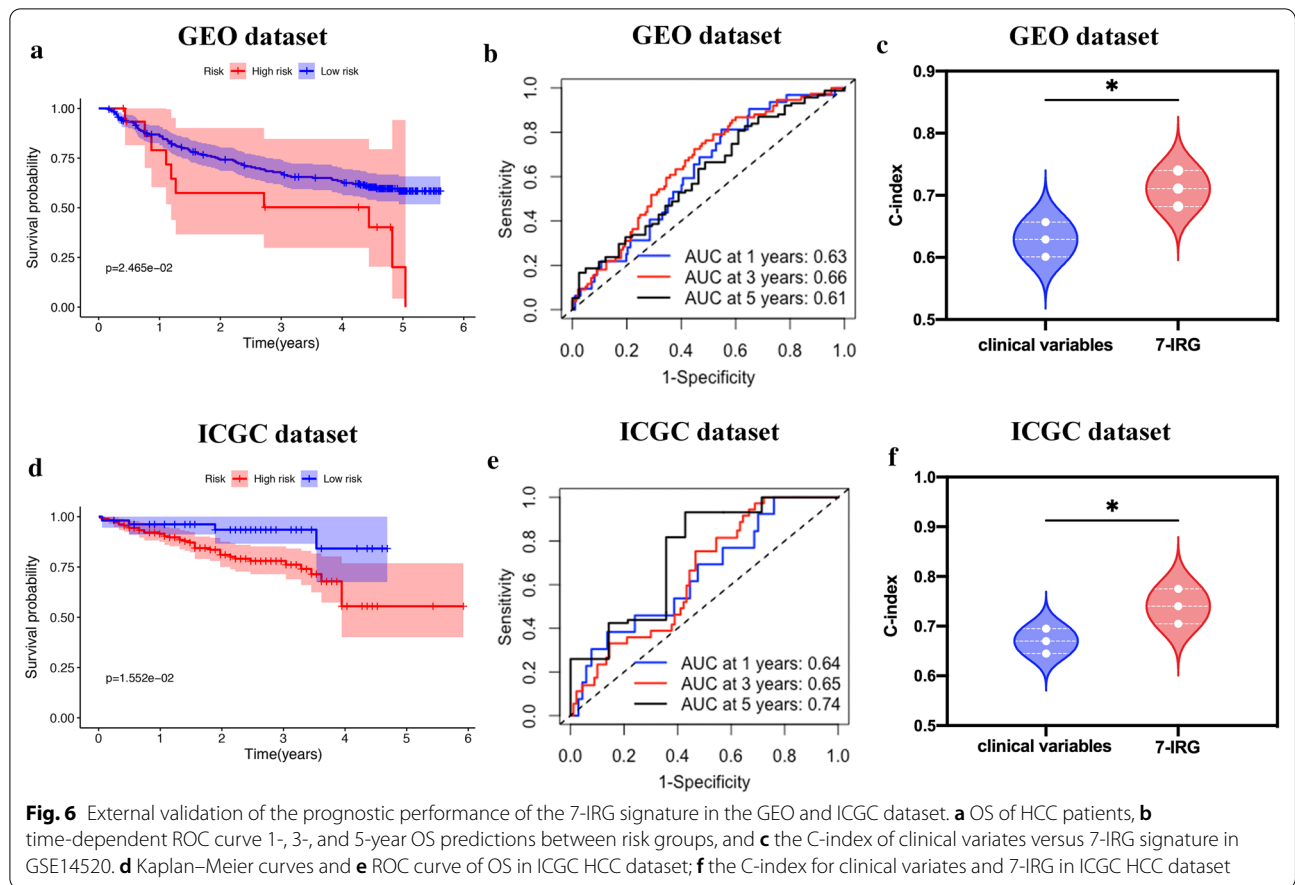 a
GEO dataset
Risk High risk Low risk
Survival probability
1.00
0.75
0.50
0.25
0.00
p=2.465e-02
0 1 2 3 4 5 6
Time(years)
b
GEO dataset
Sensitivity
1.0
0.8
0.6
0.4
0.2
0.0
AUC at 1 years: 0.63
AUC at 3 years: 0.66
AUC at 5 years: 0.61
0.0 0.2 0.4 0.6 0.8 1.0
1-Specificity
c
GEO dataset
C-index
0.9
0.8
0.7
0.6
0.5
*
clinical variables 7-IRG
d
ICGC dataset
Risk High risk Low risk
Survival probability
1.00
0.75
0.50
0.25
0.00
p=1.552e-02
0 1 2 3 4 5 6
Time(years)
e
ICGC dataset
Sensitivity
1.0
0.8
0.6
0.4
0.2
0.0
AUC at 1 years: 0.64
AUC at 3 years: 0.65
AUC at 5 years: 0.74
0.0 0.2 0.4 0.6 0.8 1.0
1-Specificity
f
ICGC dataset
C-index
1.0
0.9
0.8
0.7
0.6
0.5
*
clinical variables 7-IRG
Fig. 6 External validation of the prognostic performance of the 7-IRG signature in the GEO and ICGC dataset. a OS of HCC patients, b
time-dependent ROC curve 1-, 3-, and 5-year OS predictions between risk groups, and c the C-index of clinical variates versus 7-IRG signature in
GSE14520. d Kaplan–Meier curves and e ROC curve of OS in ICGC HCC dataset; f the C-index for clinical variates and 7-IRG in ICGC HCC dataset